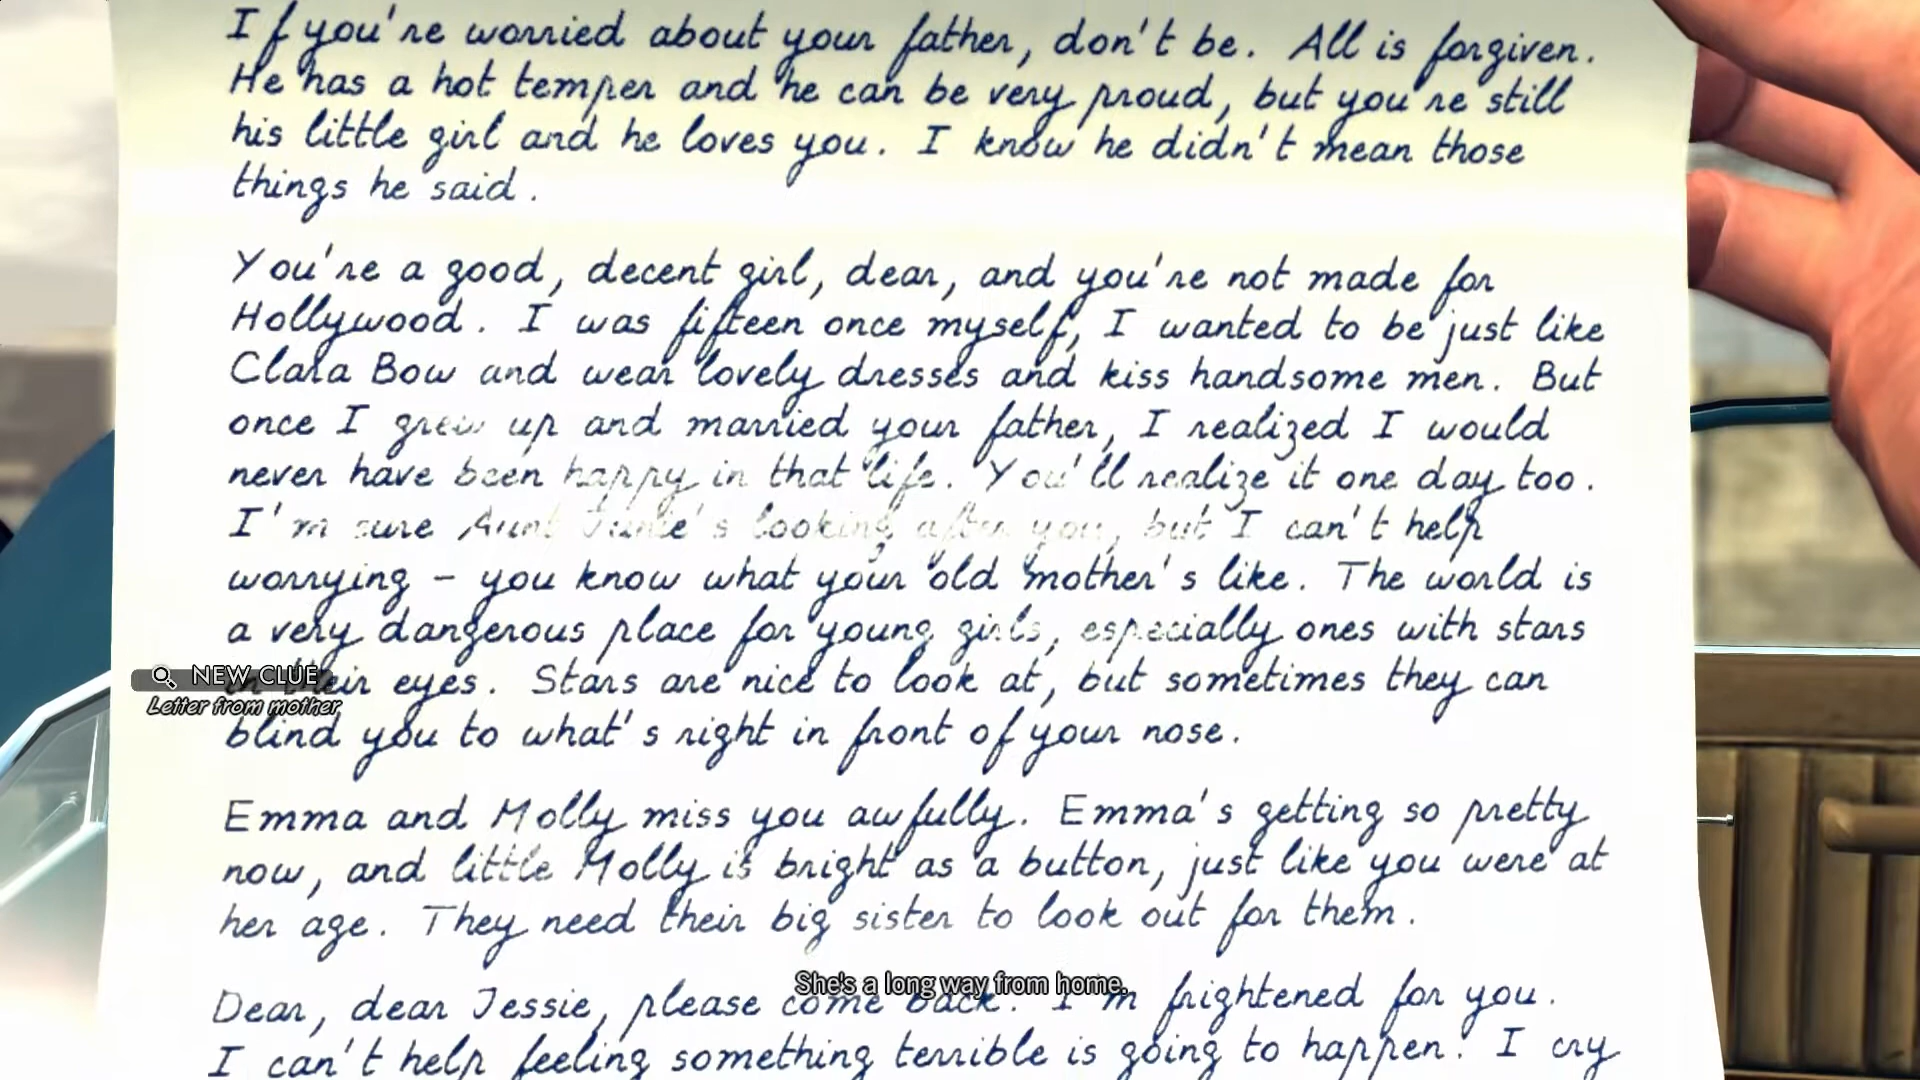 If you're worried about your father, don't be. All is forgiven.
He has a hot temper and he can be very proud, but you're still
his little girl and he loves you. I know he didn't mean those
things he said.
You're a good, decent girl, dear, and you're not made for
Hollywood. I was fifteen once myself, I wanted to be just like
Clara Bow and wear lovely dresses and kiss handsome men. But
once I grew up and married your father, I realized I would
never have been happy in that life. You'll realize it one day too.
I'm sure Aunt Junie's looking after you, but I can't help
worrying – you know what your old mother's like. The world is
a very dangerous place for young girls, especially ones with stars
in their eyes. Stars are nice to look at, but sometimes they can
NEW CLUE
Letter from mother
blind you to what's right in front of your nose.
Emma and Molly miss you awfully. Emma's getting so pretty
now, and little Molly is bright as a button, just like you were at
her age. They need their big sister to look out for them.
She's a long way from home.
Dear, dear Jessie, please come back. I'm frightened for you.
I can't help feeling something terrible is going to happen. I cry